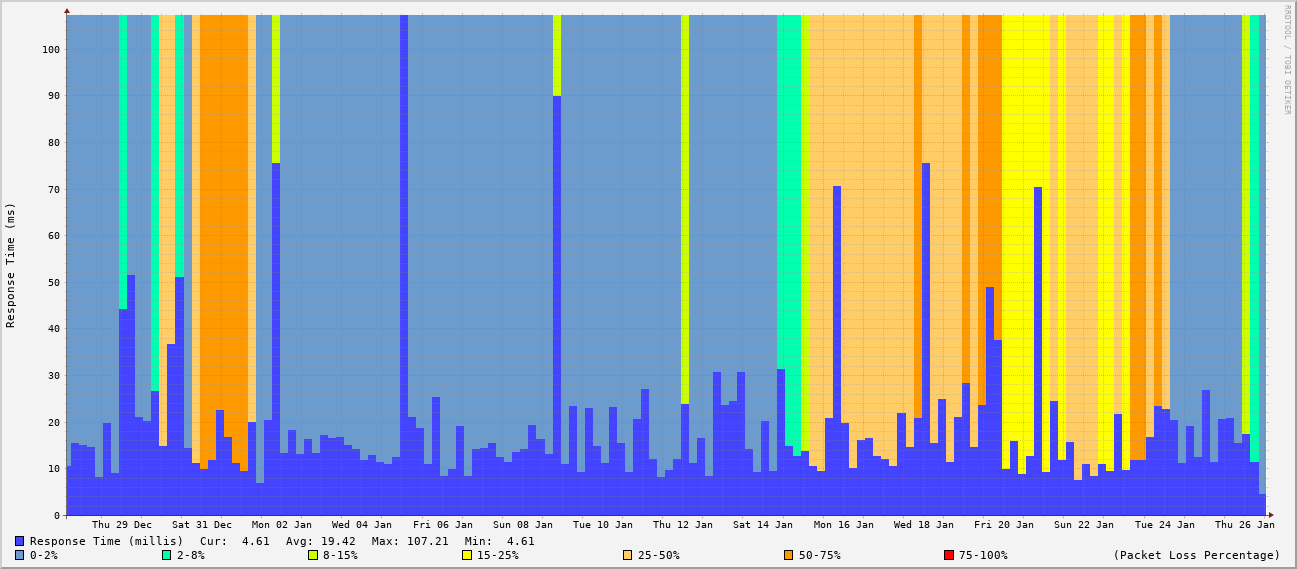 RRDTOOL / TOBI OETIKER
Response Time (ms)
100
90
80
70
60
50
40
30
20
10
0
Thu 29 Dec Sat 31 Dec Mon 02 Jan Wed 04 Jan Fri 06 Jan Sun 08 Jan Tue 10 Jan Thu 12 Jan Sat 14 Jan Mon 16 Jan Wed 18 Jan Fri 20 Jan Sun 22 Jan Tue 24 Jan Thu 26 Jan
Response Time (millis) Cur: 4.61 Avg: 19.42 Max: 107.21 Min: 4.61
0-2% 2-8% 8-15% 15-25% 25-50% 50-75% 75-100% (Packet Loss Percentage)